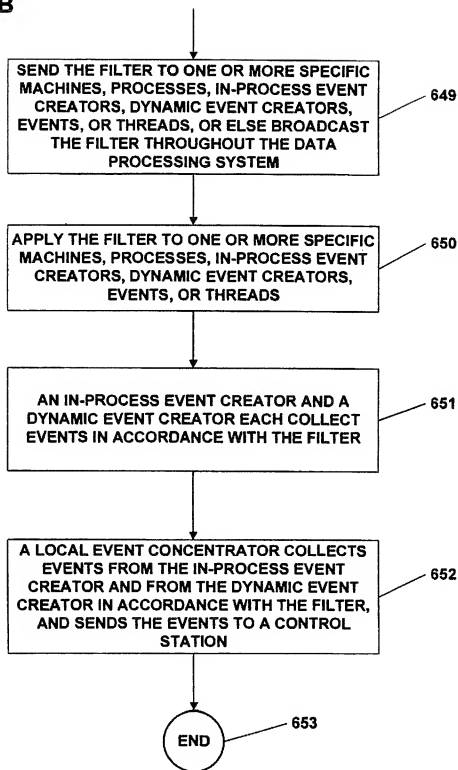 B
SEND THE FILTER TO ONE OR MORE SPECIFIC
MACHINES, PROCESSES, IN-PROCESS EVENT
CREATORS, DYNAMIC EVENT CREATORS,
EVENTS, OR THREADS, OR ELSE BROADCAST
THE FILTER THROUGHOUT THE DATA
PROCESSING SYSTEM
649
APPLY THE FILTER TO ONE OR MORE SPECIFIC
MACHINES, PROCESSES, IN-PROCESS EVENT
CREATORS, DYNAMIC EVENT CREATORS,
EVENTS, OR THREADS
650
AN IN-PROCESS EVENT CREATOR AND A
DYNAMIC EVENT CREATOR EACH COLLECT
EVENTS IN ACCORDANCE WITH THE FILTER
651
A LOCAL EVENT CONCENTRATOR COLLECTS
EVENTS FROM THE IN-PROCESS EVENT
CREATOR AND FROM THE DYNAMIC EVENT
CREATOR IN ACCORDANCE WITH THE FILTER,
AND SENDS THE EVENTS TO A CONTROL
STATION
652
END
653